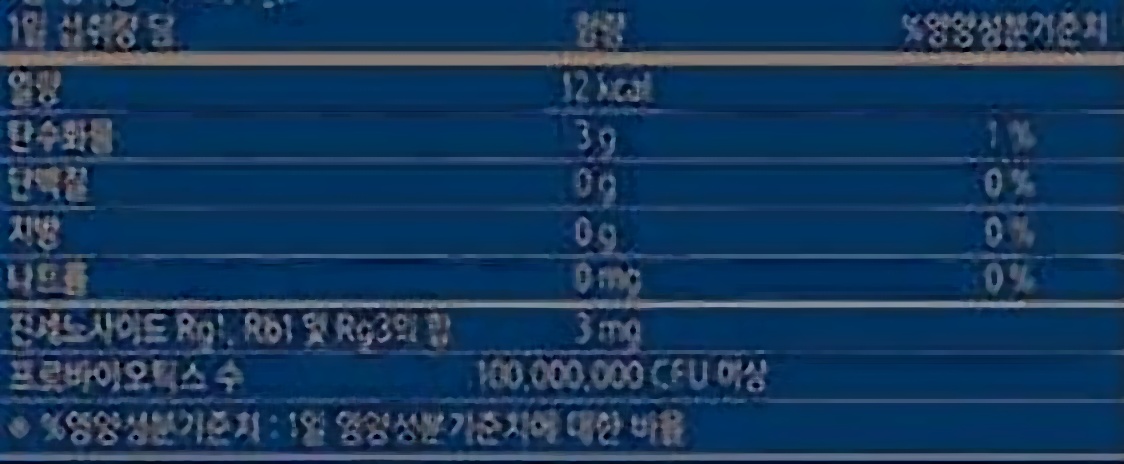 1일 섭취량 당 함량 %영양성분기준치
열량 12 kcal
탄수화물 3 g 1 %
단백질 0 g 0 %
지방 0 g 0 %
나트륨 0 mg 0 %
진세노사이드 Rg1, Rb1 및 Rg3의 합 3 mg
프로바이오틱스 수 100,000,000 CFU 이상
※ %영양성분기준치 : 1일 영양성분기준치에 대한 비율